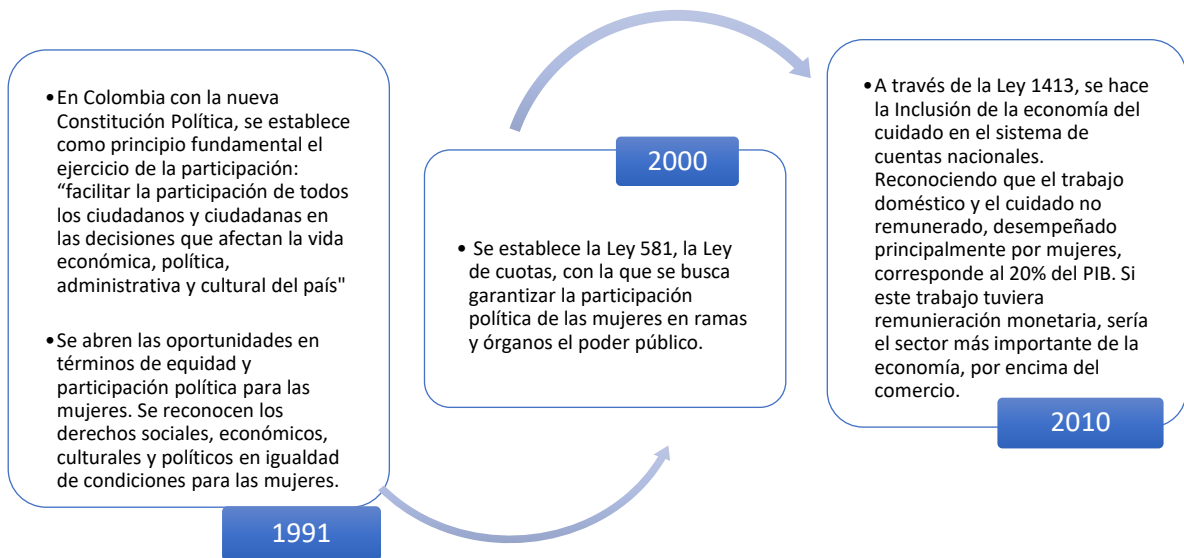 •En Colombia con la nueva
Constitución Política, se establece
como principio fundamental el
ejercicio de la participación:
“facilitar la participación de todos
los ciudadanos y ciudadanas en
las decisiones que afectan la vida
económica, política,
administrativa y cultural del país"
•Se abren las oportunidades en
términos de equidad y
participación política para las
mujeres. Se reconocen los
derechos sociales, económicos,
culturales y políticos en igualdad
de condiciones para las mujeres.
1991
2000
• Se establece la Ley 581, la Ley
de cuotas, con la que se busca
garantizar la participación
política de las mujeres en ramas
y órganos el poder público.
•A través de la Ley 1413, se hace
la Inclusión de la economía del
cuidado en el sistema de
cuentas nacionales.
Reconociendo que el trabajo
doméstico y el cuidado no
remunerado, desempeñado
principalmente por mujeres,
corresponde al 20% del PIB. Si
este trabajo tuviera
remunieración monetaria, sería
el sector más importante de la
economía, por encima del
comercio.
2010